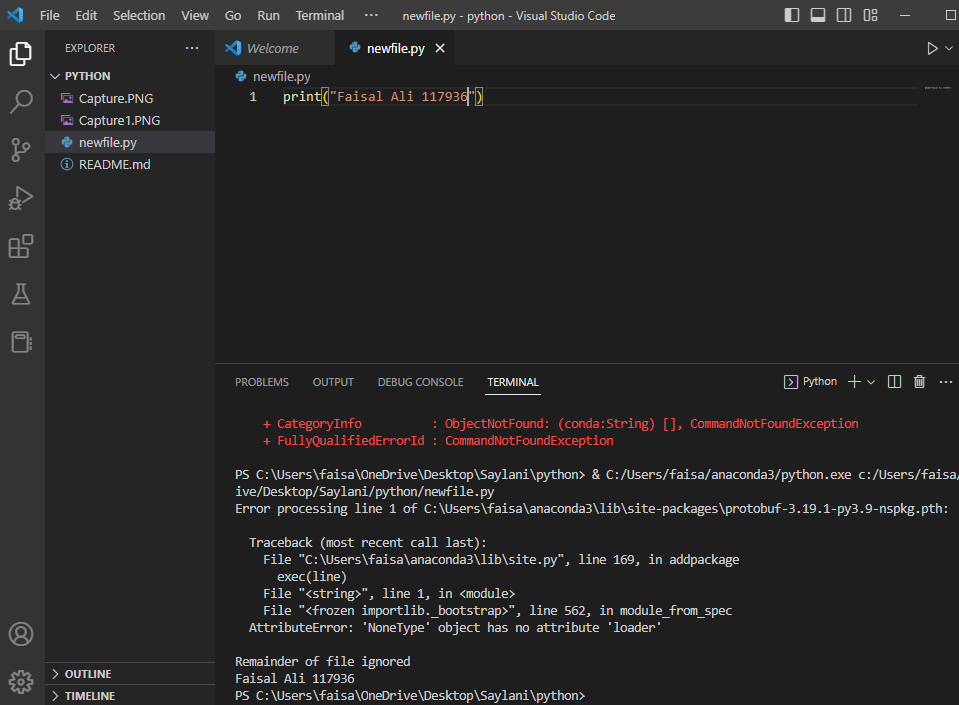 File Edit Selection View Go Run Terminal ··· newfile.py - python - Visual Studio Code
EXPLORER ···
Welcome newfile.py
PYTHON
Capture.PNG
Capture1.PNG
newfile.py
README.md
newfile.py
1 print("Faisal Ali 117936")
PROBLEMS OUTPUT DEBUG CONSOLE TERMINAL Python ···
+ CategoryInfo : ObjectNotFound: (conda:String) [], CommandNotFoundException
+ FullyQualifiedErrorId : CommandNotFoundException
PS C:\Users\faisa\OneDrive\Desktop\Saylani\python> & C:/Users/faisa/anaconda3/python.exe c:/Users/faisa/
ive/Desktop/Saylani/python/newfile.py
Error processing line 1 of C:\Users\faisa\anaconda3\lib\site-packages\protobuf-3.19.1-py3.9-nspkg.pth:
Traceback (most recent call last):
File "C:\Users\faisa\anaconda3\lib\site.py", line 169, in addpackage
exec(line)
File "<string>", line 1, in <module>
File "<frozen importlib._bootstrap>", line 562, in module_from_spec
AttributeError: 'NoneType' object has no attribute 'loader'
Remainder of file ignored
Faisal Ali 117936
PS C:\Users\faisa\OneDrive\Desktop\Saylani\python>
OUTLINE
TIMELINE